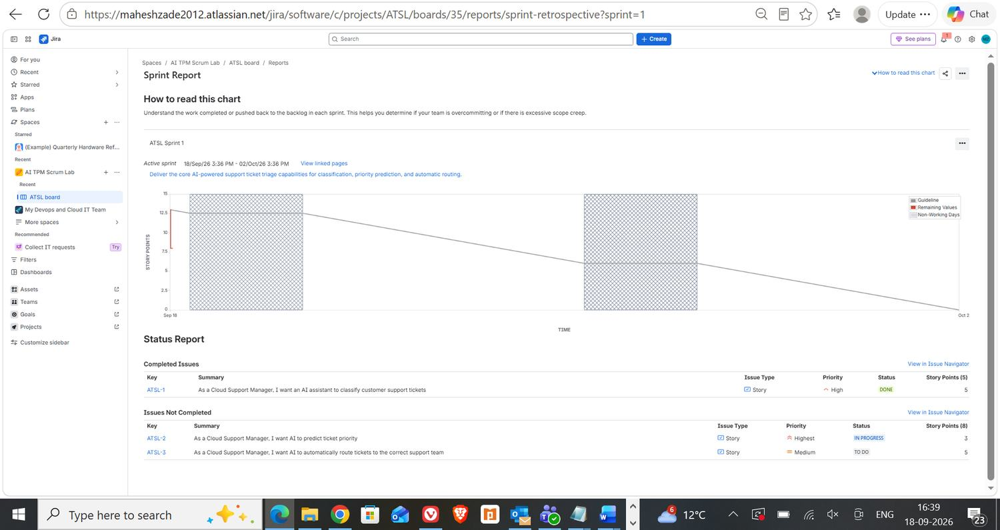 https://maheshzade2012.atlassian.net/jira/software/c/projects/ATSL/boards/35/reports/sprint-retrospective?sprint=1
Update
Chat
Jira
Search
+ Create
See plans
1
MZ
For you
Recent
Starred
Apps
Plans
Spaces
Starred
(Example) Quarterly Hardware Ref...
Recent
AI TPM Scrum Lab
Recent
ATSL board
My Devops and Cloud IT Team
More spaces
Recommended
Collect IT requests Try
Filters
Dashboards
Assets
Teams
Goals
Projects
Customize sidebar
Spaces / AI TPM Scrum Lab / ATSL board / Reports
Sprint Report
How to read this chart
How to read this chart
Understand the work completed or pushed back to the backlog in each sprint. This helps you determine if your team is overcommitting or if there is excessive scope creep.
ATSL Sprint 1
Active sprint 18/Sep/26 3:36 PM - 02/Oct/26 3:36 PM View linked pages
Deliver the core AI-powered support ticket triage capabilities for classification, priority prediction, and automatic routing.
STORY POINTS
15
12.5
10
7.5
5
2.5
0
Guideline
Remaining Values
Non-Working Days
Sep 18
Oct 2
TIME
Status Report
Completed Issues View in Issue Navigator
Key Summary Issue Type Priority Status Story Points (5)
ATSL-1 As a Cloud Support Manager, I want an AI assistant to classify customer support tickets Story High DONE 5
Issues Not Completed View in Issue Navigator
Key Summary Issue Type Priority Status Story Points (8)
ATSL-2 As a Cloud Support Manager, I want AI to predict ticket priority Story Highest IN PROGRESS 3
ATSL-3 As a Cloud Support Manager, I want AI to automatically route tickets to the correct support team Story Medium TO DO 5
Type here to search
6
12°C
ENG
16:39
18-09-2026
23